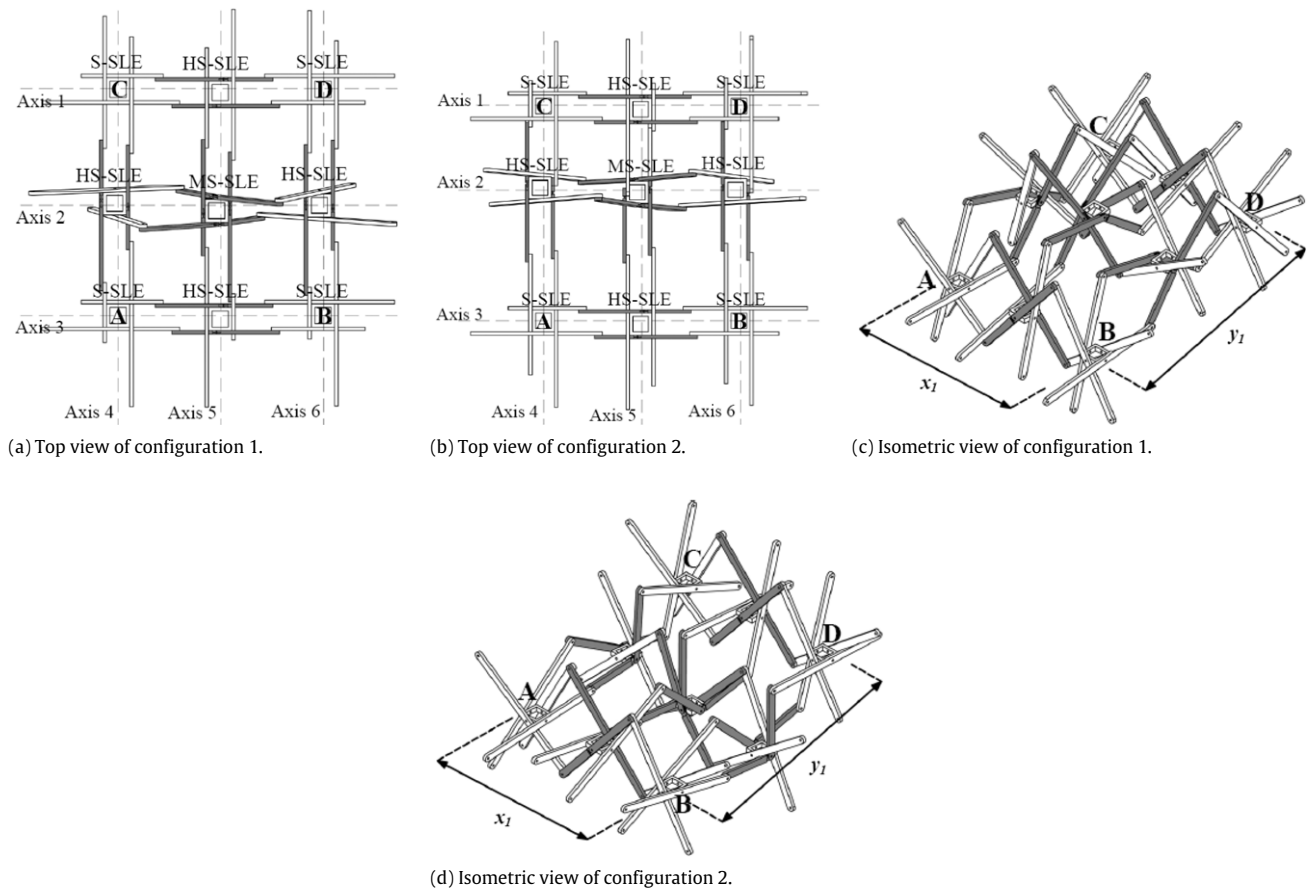 S-SLE HS-SLE S-SLE
C D
Axis 1
HS-SLE MS-SLE HS-SLE
Axis 2
S-SLE HS-SLE S-SLE
A B
Axis 3
Axis 4 Axis 5 Axis 6
(a) Top view of configuration 1.
S-SLE HS-SLE S-SLE
Axis 1 C D
HS-SLE MS-SLE HS-SLE
Axis 2
S-SLE HS-SLE S-SLE
Axis 3 A B
Axis 4 Axis 5 Axis 6
(b) Top view of configuration 2.
C
D
A
B
y1
x1
(c) Isometric view of configuration 1.
C
D
A
B
y1
x1
(d) Isometric view of configuration 2.